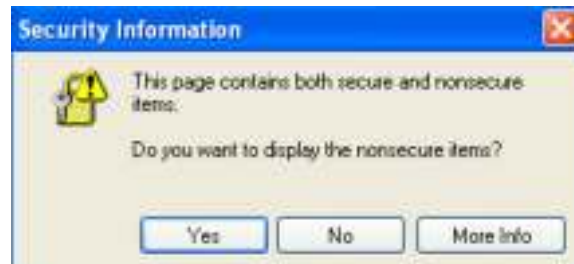 Security Information
This page contains both secure and nonsecure
items.
Do you want to display the nonsecure items?
Yes No More Info